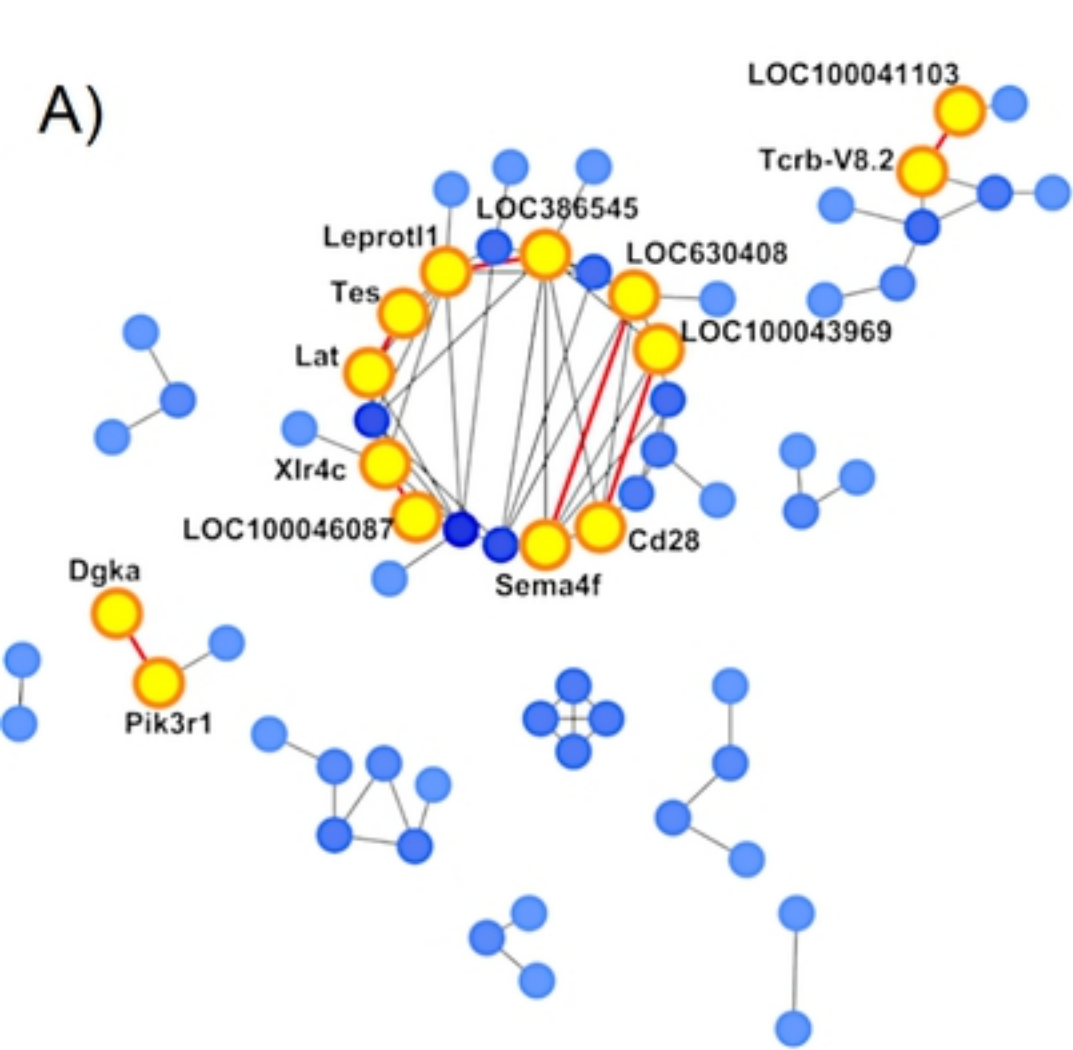 A)
LOC100041103
Tcrb-V8.2
LOC386545
Leprotl1
LOC630408
Tes
LOC100043969
Lat
Xlr4c
LOC100046087
Cd28
Sema4f
Dgka
Pik3r1